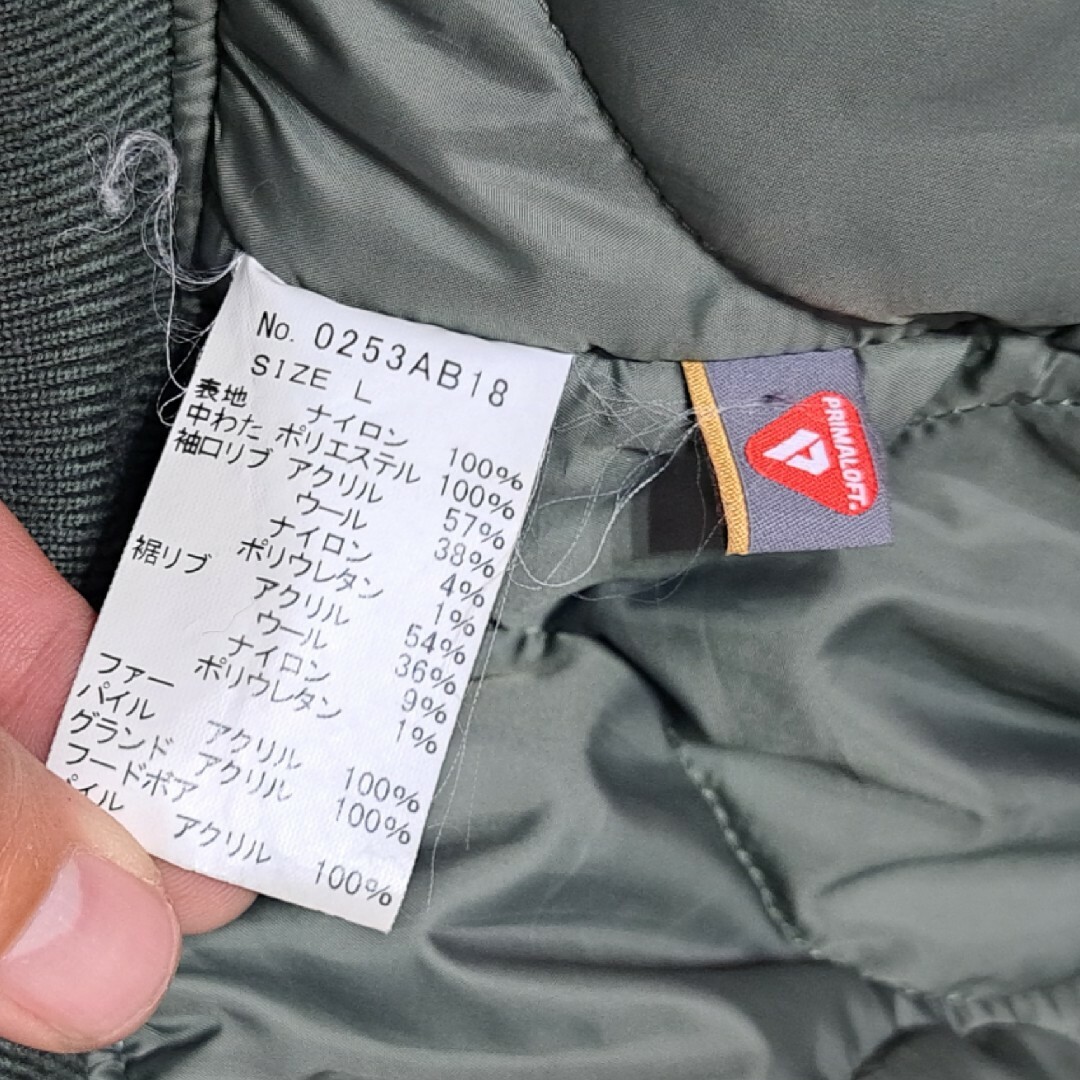 No. 0253AB18
SIZE L
表地 ナイロン 100%
中わた ポリエステル 100%
袖口リブ アクリル 57%
ウール 38%
ナイロン 4%
ポリウレタン 1%
裾リブ アクリル 54%
ウール 36%
ナイロン 9%
ポリウレタン 1%
ファー
パイル アクリル 100%
グランド アクリル 100%
フードボア
パイル アクリル 100%
PRIMALOFT®